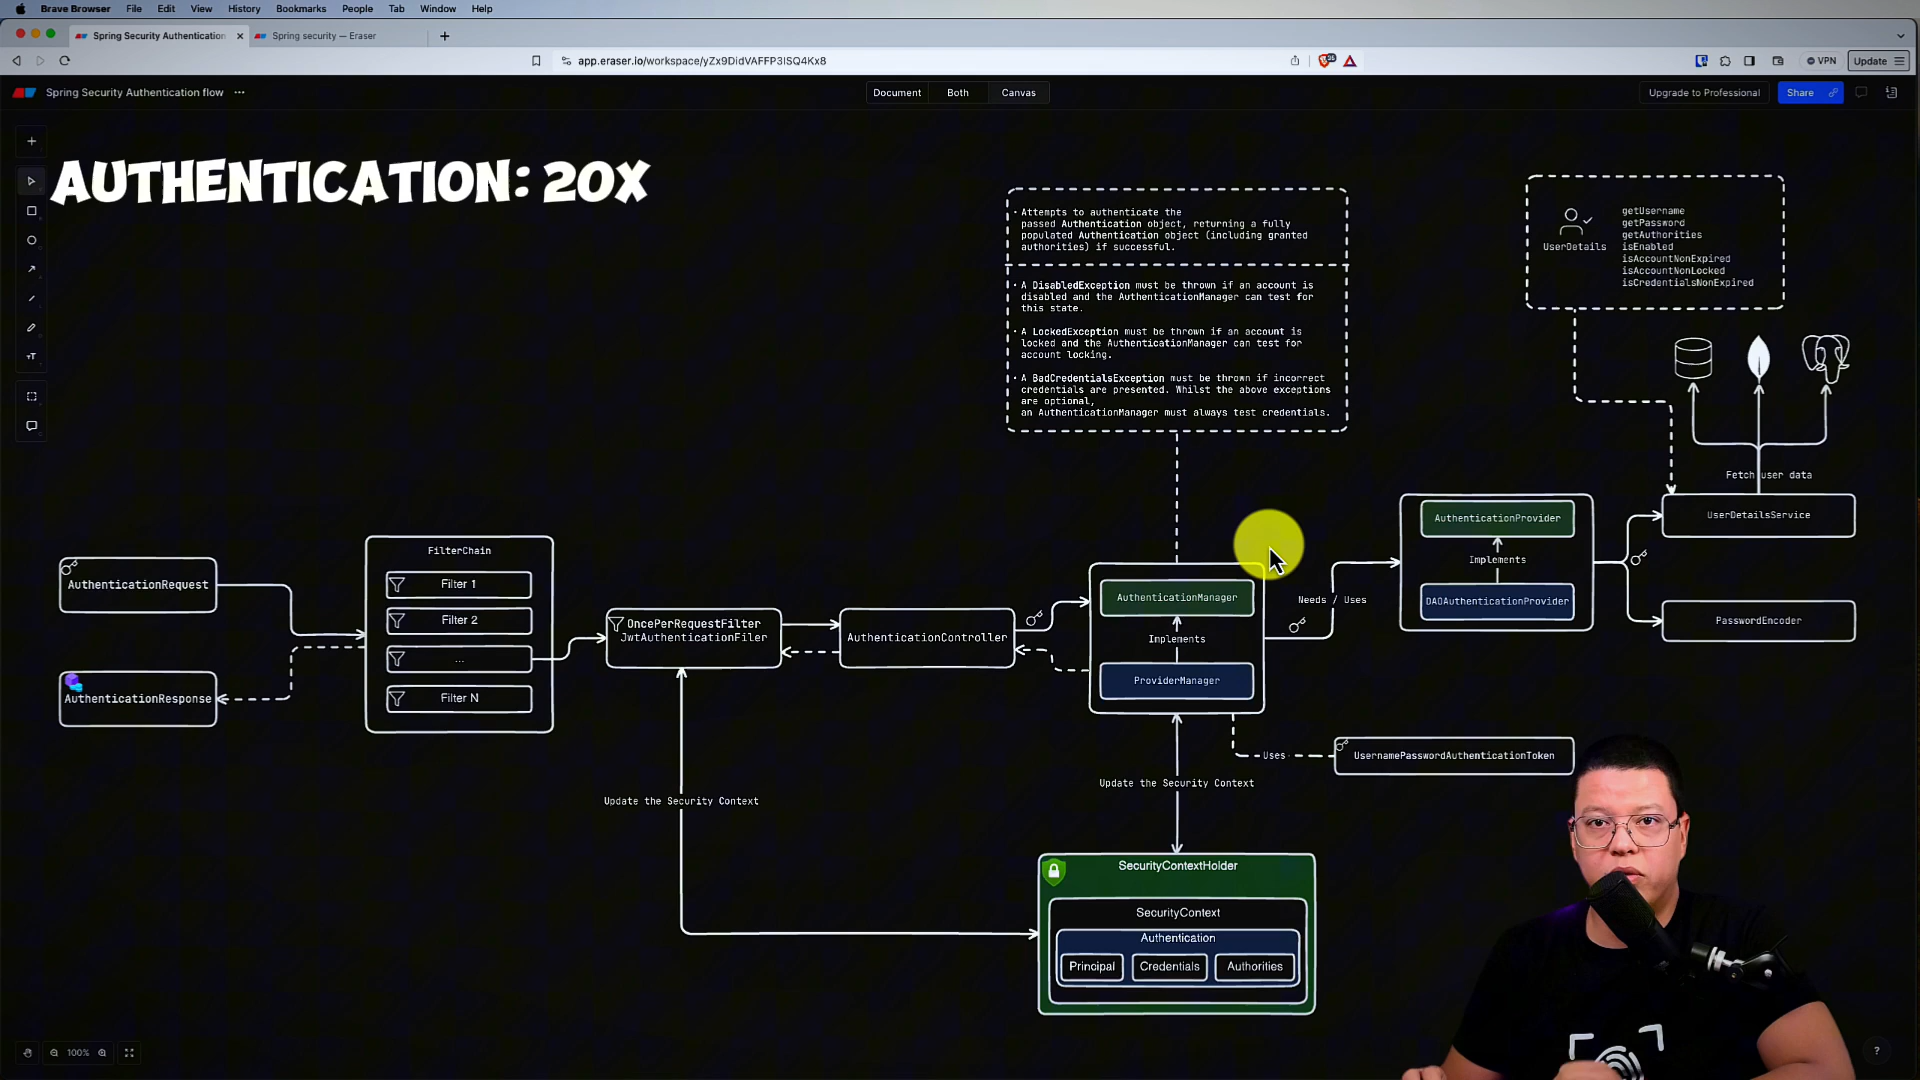 Brave Browser File Edit View History Bookmarks People Tab Window Help
Spring Security Authentication
Spring security — Eraser
app.eraser.io/workspace/yZx9DidVAFFP3ISQ4Kx8
VPN
Update
Spring Security Authentication flow
Document
Both
Canvas
Upgrade to Professional
Share
AUTHENTICATION: 20X
• Attempts to authenticate the
passed Authentication object, returning a fully
populated Authentication object (including granted
authorities) if successful.
• A DisabledException must be thrown if an account is
disabled and the AuthenticationManager can test for
this state.
• A LockedException must be thrown if an account is
locked and the AuthenticationManager can test for
account locking.
• A BadCredentialsException must be thrown if incorrect
credentials are presented. Whilst the above exceptions
are optional,
an AuthenticationManager must always test credentials.
UserDetails
getUsername
getPassword
getAuthorities
isEnabled
isAccountNonExpired
isAccountNonLocked
isCredentialsNonExpired
Fetch user data
AuthenticationRequest
AuthenticationResponse
FilterChain
Filter 1
Filter 2
...
Filter N
OncePerRequestFilter
JwtAuthenticationFiler
AuthenticationController
AuthenticationManager
Implements
ProviderManager
Needs / Uses
AuthenticationProvider
Implements
DAOAuthenticationProvider
UserDetailsService
PasswordEncoder
Uses
UsernamePasswordAuthenticationToken
Update the Security Context
Update the Security Context
SecurityContextHolder
SecurityContext
Authentication
Principal
Credentials
Authorities
100%
?